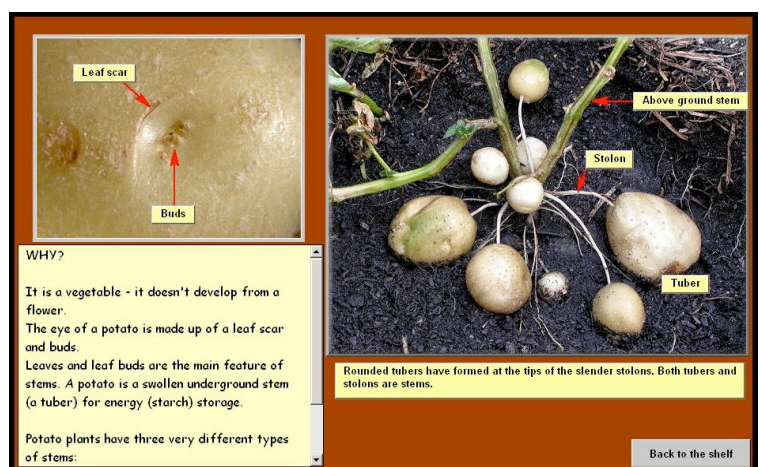 Leaf scar
Buds
WHY?
It is a vegetable - it doesn't develop from a
flower.
The eye of a potato is made up of a leaf scar
and buds.
Leaves and leaf buds are the main feature of
stems. A potato is a swollen underground stem
(a tuber) for energy (starch) storage.
Potato plants have three very different types
of stems:
Above ground stem
Stolon
Tuber
Rounded tubers have formed at the tips of the slender stolons. Both tubers and
stolons are stems.
Back to the shelf